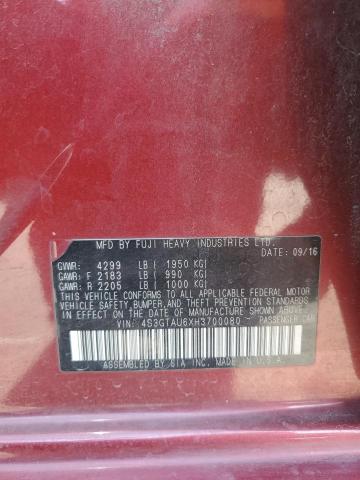 MFD BY FUJI HEAVY INDUSTRIES LTD.
DATE: 09/16
GVWR: 4299 LB( 1950 KG)
GAWR: F 2183 LB( 990 KG)
GAWR: R 2205 LB( 1000 KG)
THIS VEHICLE CONFORMS TO ALL APPLICABLE FEDERAL MOTOR
VEHICLE SAFETY, BUMPER, AND THEFT PREVENTION STANDARDS
IN EFFECT ON THE DATE OF MANUFACTURE SHOWN ABOVE.
VIN: 4S3GTAU6XH3700080 PASSENGER CAR
ASSEMBLED BY SIA INC. MADE IN U.S.A.